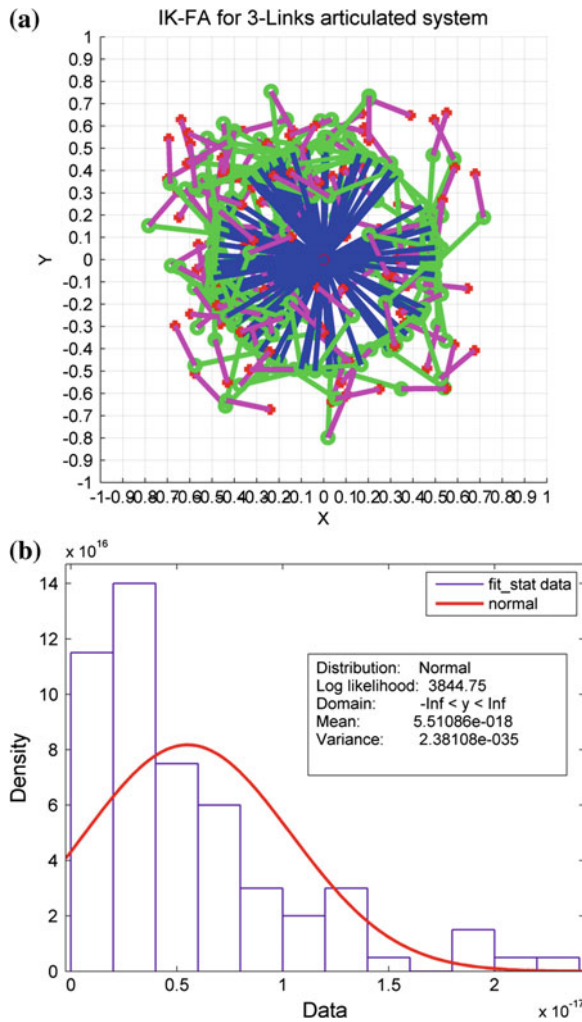 (a)
IK-FA for 3-Links articulated system
1
0.9
0.8
0.7
0.6
0.5
0.4
0.3
0.2
0.1
0
-0.1
-0.2
-0.3
-0.4
-0.5
-0.6
-0.7
-0.8
-0.9
-1
Y
-1-0.9-0.8-0.7-0.6-0.5-0.4-0.3-0.2-0.1 0 0.1 0.2 0.3 0.4 0.5 0.6 0.7 0.8 0.9 1
X
(b)
x 10^16
14
12
10
8
6
4
2
0
Density
fit_stat data
normal
Distribution: Normal
Log likelihood: 3844.75
Domain: -Inf < y < Inf
Mean: 5.51086e-018
Variance: 2.38108e-035
0 0.5 1 1.5 2
Data
x 10^-17